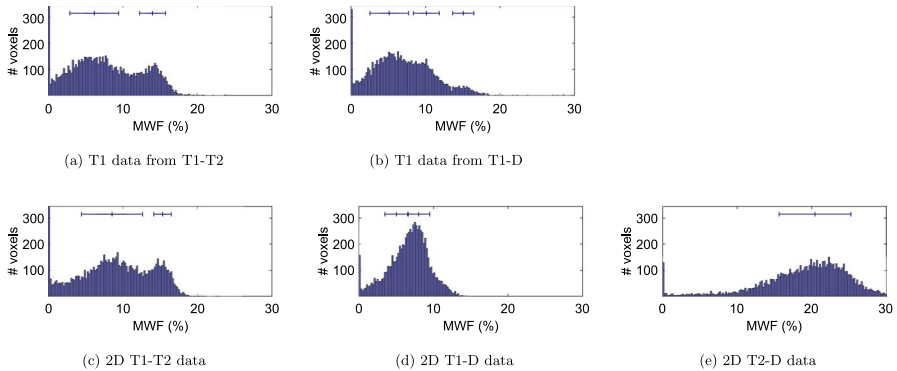 # voxels
300
200
100
0 10 20 30
MWF (%)
(a) T1 data from T1-T2
# voxels
300
200
100
0 10 20 30
MWF (%)
(b) T1 data from T1-D
# voxels
300
200
100
0 10 20 30
MWF (%)
(c) 2D T1-T2 data
# voxels
300
200
100
0 10 20 30
MWF (%)
(d) 2D T1-D data
# voxels
300
200
100
0 10 20 30
MWF (%)
(e) 2D T2-D data